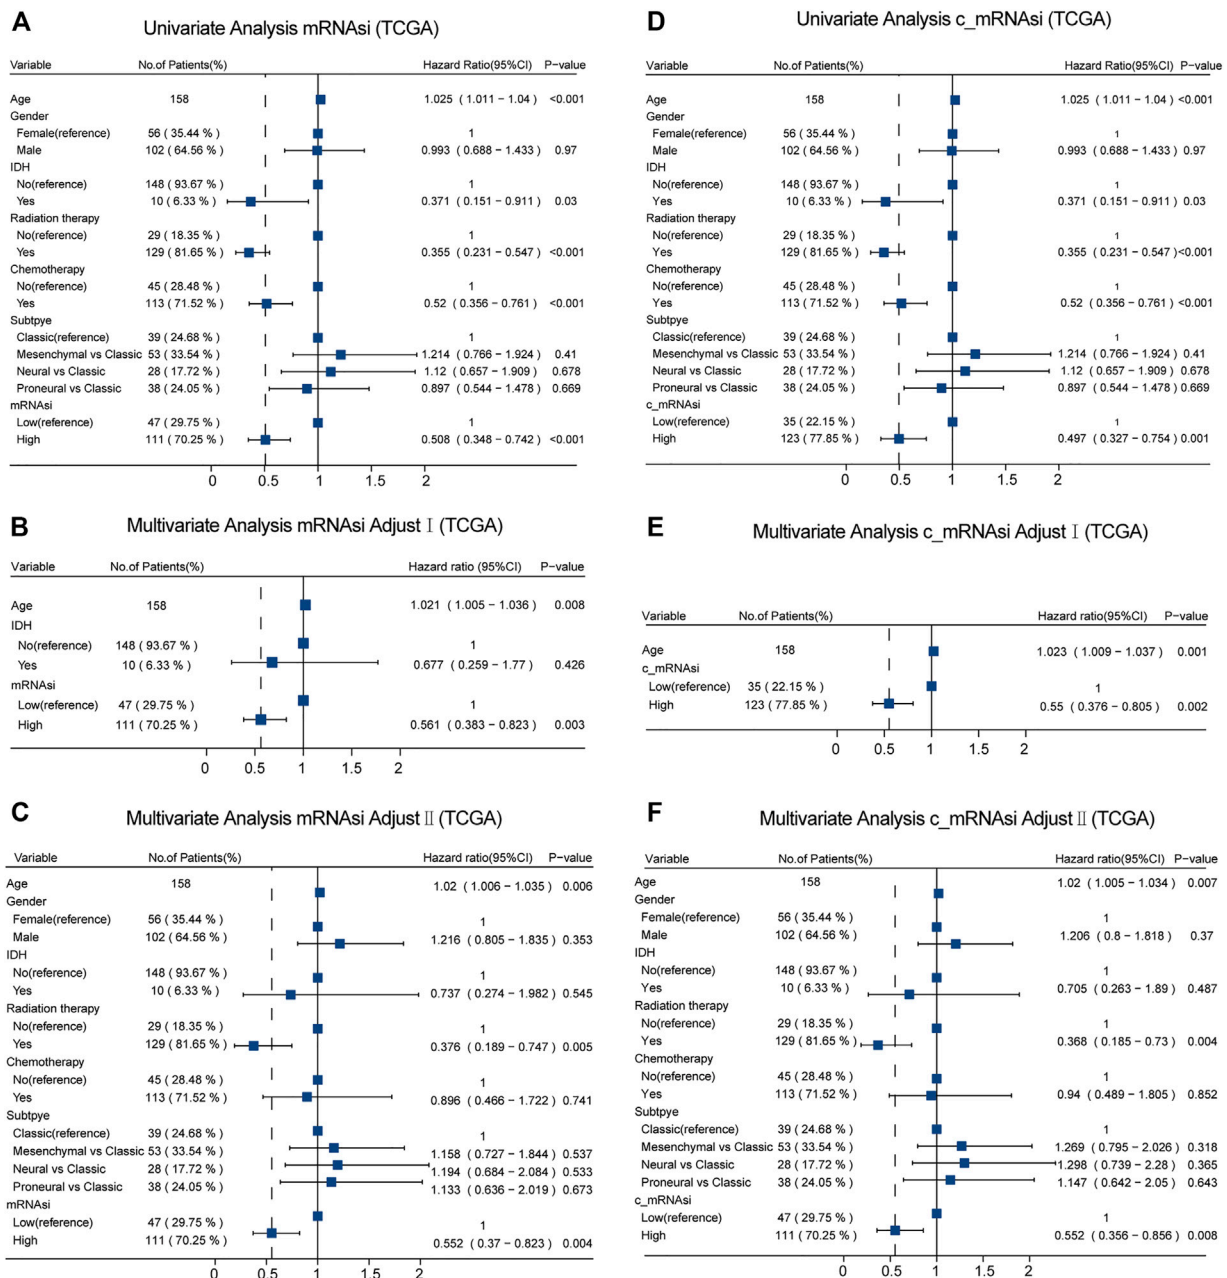 A
Univariate Analysis mRNAsi (TCGA)
Variable No.of Patients(%) Hazard Ratio(95%CI) P-value
Age 158 1.025 ( 1.011 − 1.04 ) <0.001
Gender
Female(reference) 56 ( 35.44 % ) 1
Male 102 ( 64.56 % ) 0.993 ( 0.688 − 1.433 ) 0.97
IDH
No(reference) 148 ( 93.67 % ) 1
Yes 10 ( 6.33 % ) 0.371 ( 0.151 − 0.911 ) 0.03
Radiation therapy
No(reference) 29 ( 18.35 % ) 1
Yes 129 ( 81.65 % ) 0.355 ( 0.231 − 0.547 ) <0.001
Chemotherapy
No(reference) 45 ( 28.48 % ) 1
Yes 113 ( 71.52 % ) 0.52 ( 0.356 − 0.761 ) <0.001
Subtpye
Classic(reference) 39 ( 24.68 % ) 1
Mesenchymal vs Classic 53 ( 33.54 % ) 1.214 ( 0.766 − 1.924 ) 0.41
Neural vs Classic 28 ( 17.72 % ) 1.12 ( 0.657 − 1.909 ) 0.678
Proneural vs Classic 38 ( 24.05 % ) 0.897 ( 0.544 − 1.478 ) 0.669
mRNAsi
Low(reference) 47 ( 29.75 % ) 1
High 111 ( 70.25 % ) 0.508 ( 0.348 − 0.742 ) <0.001
0 0.5 1 1.5 2
B
Multivariate Analysis mRNAsi Adjust Ⅰ (TCGA)
Variable No.of Patients(%) Hazard ratio (95%CI) P-value
Age 158 1.021 ( 1.005 − 1.036 ) 0.008
IDH
No(reference) 148 ( 93.67 % ) 1
Yes 10 ( 6.33 % ) 0.677 ( 0.259 − 1.77 ) 0.426
mRNAsi
Low(reference) 47 ( 29.75 % ) 1
High 111 ( 70.25 % ) 0.561 ( 0.383 − 0.823 ) 0.003
0 0.5 1 1.5 2
C
Multivariate Analysis mRNAsi Adjust Ⅱ (TCGA)
Variable No.of Patients(%) Hazard ratio(95%CI) P-value
Age 158 1.02 ( 1.006 − 1.035 ) 0.006
Gender
Female(reference) 56 ( 35.44 % ) 1
Male 102 ( 64.56 % ) 1.216 ( 0.805 − 1.835 ) 0.353
IDH
No(reference) 148 ( 93.67 % ) 1
Yes 10 ( 6.33 % ) 0.737 ( 0.274 − 1.982 ) 0.545
Radiation therapy
No(reference) 29 ( 18.35 % ) 1
Yes 129 ( 81.65 % ) 0.376 ( 0.189 − 0.747 ) 0.005
Chemotherapy
No(reference) 45 ( 28.48 % ) 1
Yes 113 ( 71.52 % ) 0.896 ( 0.466 − 1.722 ) 0.741
Subtpye
Classic(reference) 39 ( 24.68 % ) 1
Mesenchymal vs Classic 53 ( 33.54 % ) 1.158 ( 0.727 − 1.844 ) 0.537
Neural vs Classic 28 ( 17.72 % ) 1.194 ( 0.684 − 2.084 ) 0.533
Proneural vs Classic 38 ( 24.05 % ) 1.133 ( 0.636 − 2.019 ) 0.673
mRNAsi
Low(reference) 47 ( 29.75 % ) 1
High 111 ( 70.25 % ) 0.552 ( 0.37 − 0.823 ) 0.004
0 0.5 1 1.5 2
D
Univariate Analysis c_mRNAsi (TCGA)
Variable No.of Patients(%) Hazard Ratio(95%CI) P-value
Age 158 1.025 ( 1.011 − 1.04 ) <0.001
Gender
Female(reference) 56 ( 35.44 % ) 1
Male 102 ( 64.56 % ) 0.993 ( 0.688 − 1.433 ) 0.97
IDH
No(reference) 148 ( 93.67 % ) 1
Yes 10 ( 6.33 % ) 0.371 ( 0.151 − 0.911 ) 0.03
Radiation therapy
No(reference) 29 ( 18.35 % ) 1
Yes 129 ( 81.65 % ) 0.355 ( 0.231 − 0.547 ) <0.001
Chemotherapy
No(reference) 45 ( 28.48 % ) 1
Yes 113 ( 71.52 % ) 0.52 ( 0.356 − 0.761 ) <0.001
Subtpye
Classic(reference) 39 ( 24.68 % ) 1
Mesenchymal vs Classic 53 ( 33.54 % ) 1.214 ( 0.766 − 1.924 ) 0.41
Neural vs Classic 28 ( 17.72 % ) 1.12 ( 0.657 − 1.909 ) 0.678
Proneural vs Classic 38 ( 24.05 % ) 0.897 ( 0.544 − 1.478 ) 0.669
c_mRNAsi
Low(reference) 35 ( 22.15 % ) 1
High 123 ( 77.85 % ) 0.497 ( 0.327 − 0.754 ) 0.001
0 0.5 1 1.5 2
E
Multivariate Analysis c_mRNAsi Adjust Ⅰ (TCGA)
Variable No.of Patients(%) Hazard ratio(95%CI) P-value
Age 158 1.023 ( 1.009 − 1.037 ) 0.001
c_mRNAsi
Low(reference) 35 ( 22.15 % ) 1
High 123 ( 77.85 % ) 0.55 ( 0.376 − 0.805 ) 0.002
0 0.5 1 1.5 2
F
Multivariate Analysis c_mRNAsi Adjust Ⅱ (TCGA)
Variable No.of Patients(%) Hazard ratio(95%CI) P-value
Age 158 1.02 ( 1.005 − 1.034 ) 0.007
Gender
Female(reference) 56 ( 35.44 % ) 1
Male 102 ( 64.56 % ) 1.206 ( 0.8 − 1.818 ) 0.37
IDH
No(reference) 148 ( 93.67 % ) 1
Yes 10 ( 6.33 % ) 0.705 ( 0.263 − 1.89 ) 0.487
Radiation therapy
No(reference) 29 ( 18.35 % ) 1
Yes 129 ( 81.65 % ) 0.368 ( 0.185 − 0.73 ) 0.004
Chemotherapy
No(reference) 45 ( 28.48 % ) 1
Yes 113 ( 71.52 % ) 0.94 ( 0.489 − 1.805 ) 0.852
Subtpye
Classic(reference) 39 ( 24.68 % ) 1
Mesenchymal vs Classic 53 ( 33.54 % ) 1.269 ( 0.795 − 2.026 ) 0.318
Neural vs Classic 28 ( 17.72 % ) 1.298 ( 0.739 − 2.28 ) 0.365
Proneural vs Classic 38 ( 24.05 % ) 1.147 ( 0.642 − 2.05 ) 0.643
c_mRNAsi
Low(reference) 47 ( 29.75 % ) 1
High 111 ( 70.25 % ) 0.552 ( 0.356 − 0.856 ) 0.008
0 0.5 1 1.5 2